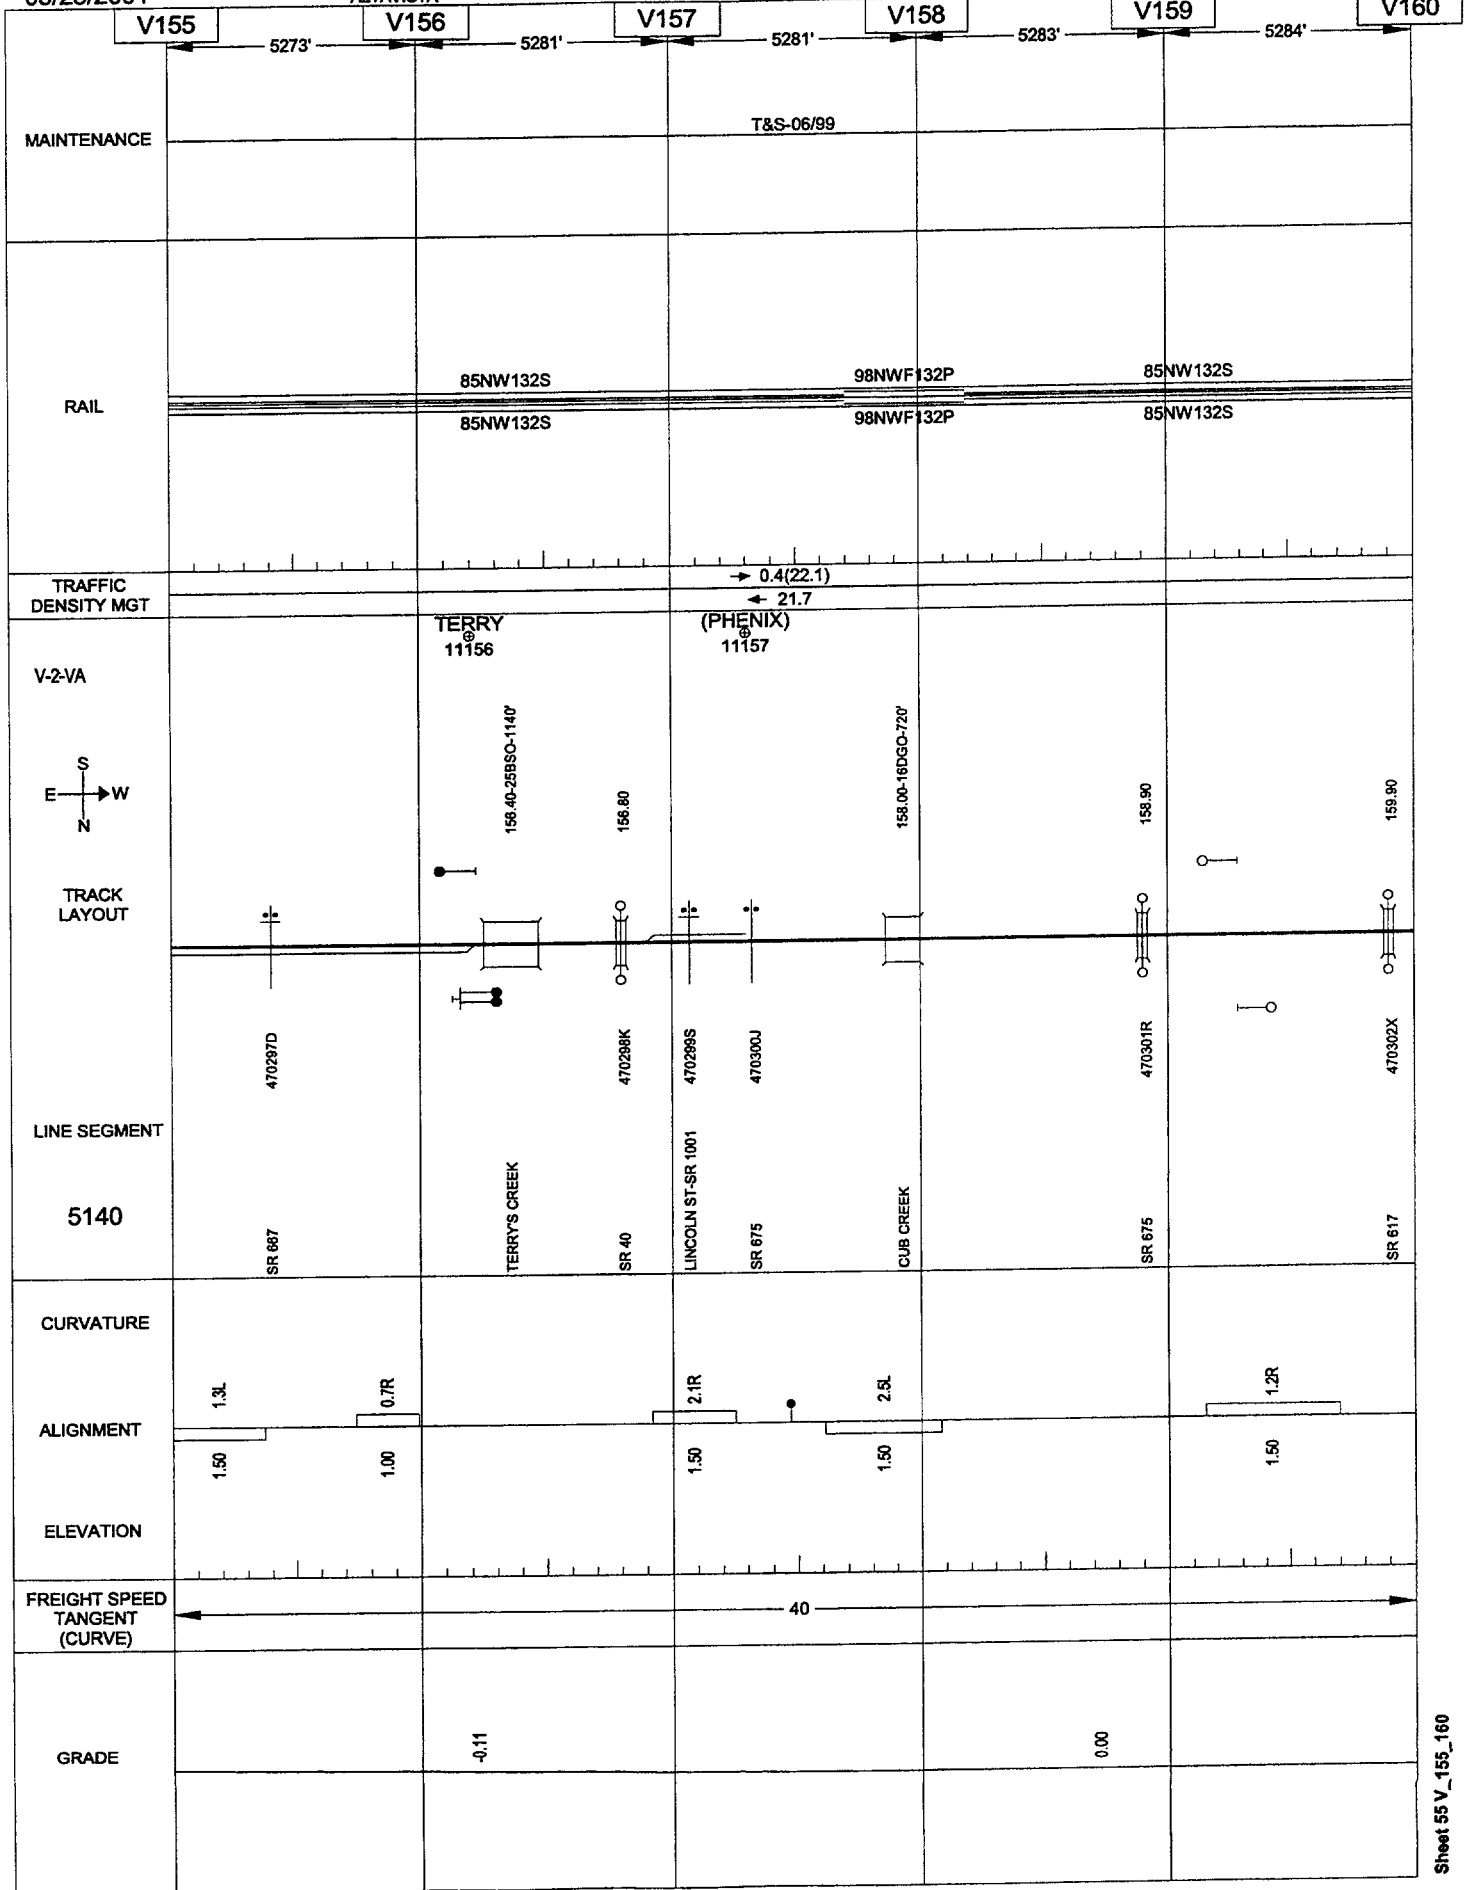 V155
V156
V157
V158
V159
V160
5273'
5281'
5281'
5283'
5284'
MAINTENANCE
T&S-06/99
RAIL
85NW132S
98NWF132P
85NW132S
85NW132S
98NWF132P
85NW132S
TRAFFIC
DENSITY MGT
0.4(22.1)
21.7
TERRY
11156
(PHENIX)
11157
V-2-VA
S
E
W
N
156.40-25BSO-1140'
156.80
158.00-16DGO-720'
158.90
159.90
TRACK
LAYOUT
470297D
470298K
470299S
470300J
470301R
470302X
LINE SEGMENT
5140
SR 667
TERRY'S CREEK
SR 40
LINCOLN ST-SR 1001
SR 675
CUB CREEK
SR 675
SR 617
CURVATURE
1.3L
0.7R
2.1R
2.5L
1.2R
ALIGNMENT
1.50
1.00
1.50
1.50
1.50
ELEVATION
FREIGHT SPEED
TANGENT
(CURVE)
40
GRADE
-0.11
0.00
Sheet 55 V_155_160